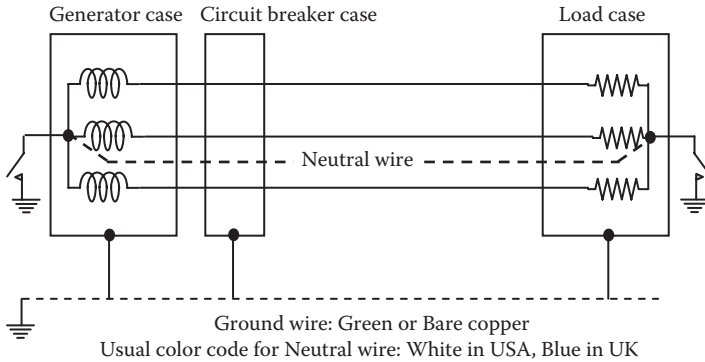 Generator case Circuit breaker case Load case
Neutral wire
Ground wire: Green or Bare copper
Usual color code for Neutral wire: White in USA, Blue in UK